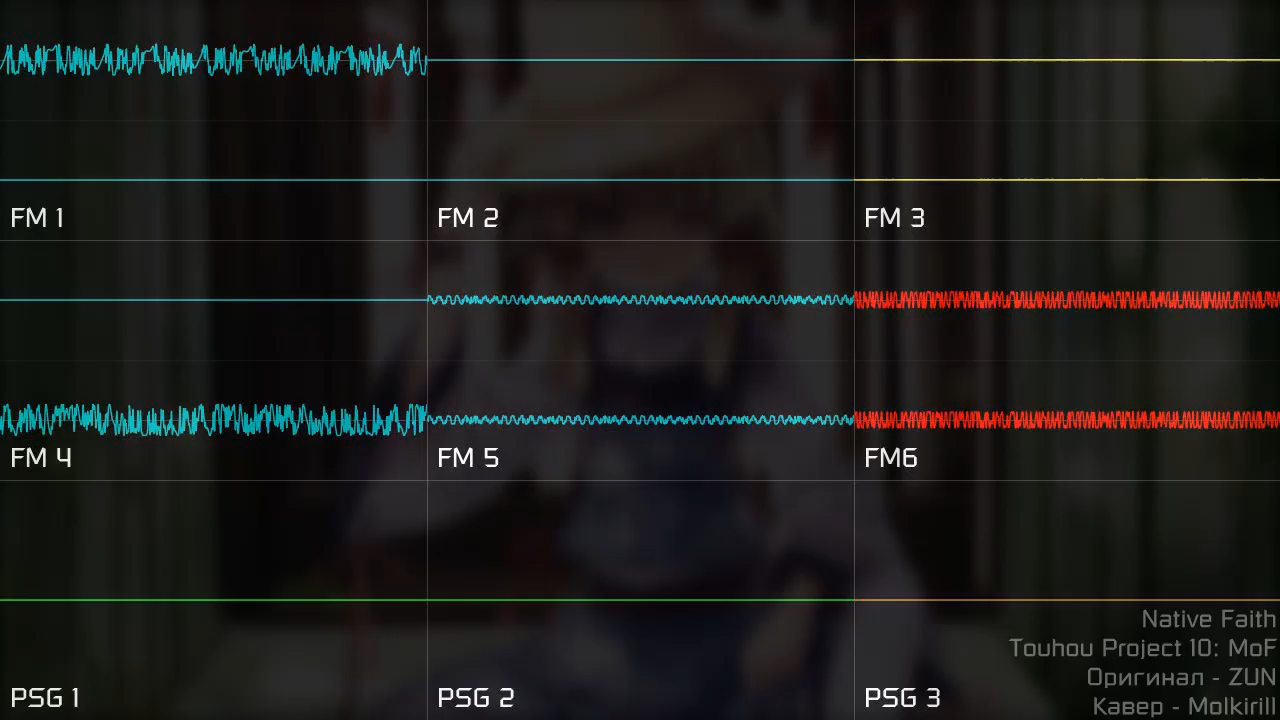 FM 1
FM 2
FM 3
FM 4
FM 5
FM6
PSG 1
PSG 2
PSG 3
Native Faith
Touhou Project 10: MoF
Оригинал - ZUN
Кавер - Molkirill